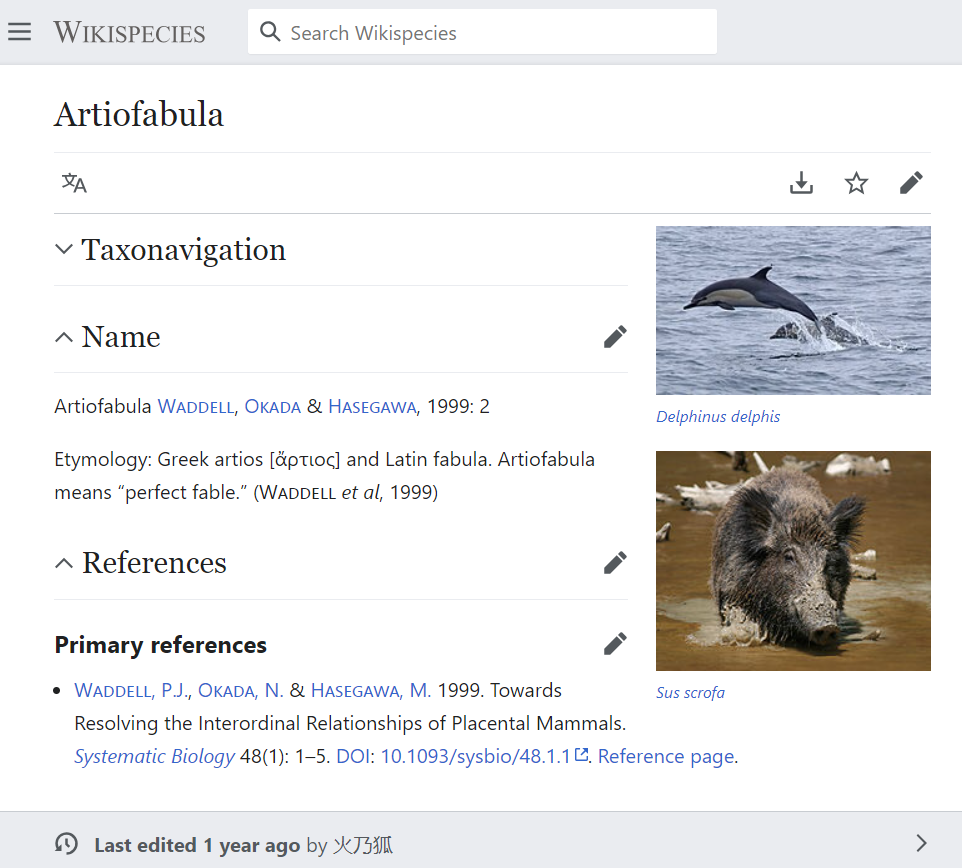 WIKISPECIES
Search Wikispecies
Artiofabula
文A
Taxonavigation
Name
Artiofabula WADDELL, OKADA & HASEGAWA, 1999: 2
Etymology: Greek artios [ἄρτιος] and Latin fabula. Artiofabula
means “perfect fable.” (WADDELL et al, 1999)
References
Primary references
• WADDELL, P.J., OKADA, N. & HASEGAWA, M. 1999. Towards
Resolving the Interordinal Relationships of Placental Mammals.
Systematic Biology 48(1): 1–5. DOI: 10.1093/sysbio/48.1.1. Reference page.
Delphinus delphis
Sus scrofa
Last edited 1 year ago by 火乃狐